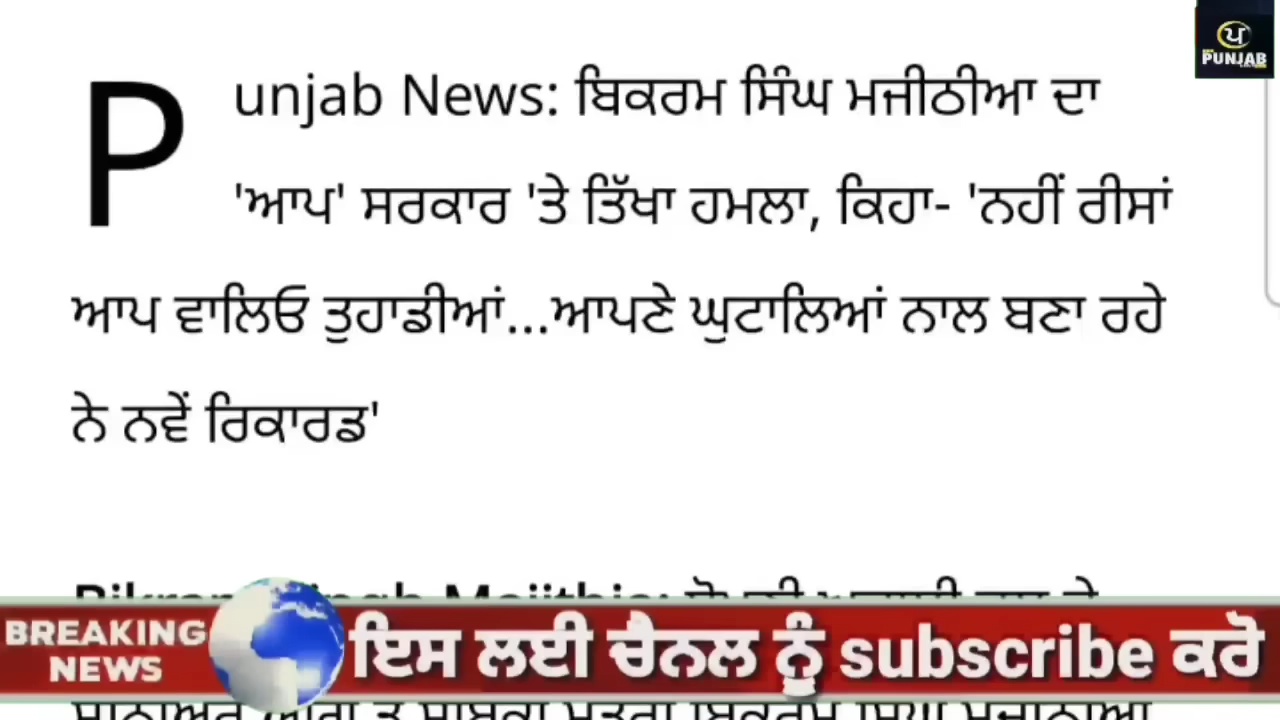 PUNJAB
Punjab News: ਬਿਕਰਮ ਸਿੰਘ ਮਜੀਠੀਆ ਦਾ
'ਆਪ' ਸਰਕਾਰ 'ਤੇ ਤਿੱਖਾ ਹਮਲਾ, ਕਿਹਾ- 'ਨਹੀਂ ਰੀਸਾਂ
ਆਪ ਵਾਲਿਓ ਤੁਹਾਡੀਆਂ...ਆਪਣੇ ਘੁਟਾਲਿਆਂ ਨਾਲ ਬਣਾ ਰਹੇ
ਨੇ ਨਵੇਂ ਰਿਕਾਰਡ'
BREAKING NEWS
ਇਸ ਲਈ ਚੈਨਲ ਨੂੰ subscribe ਕਰੋ